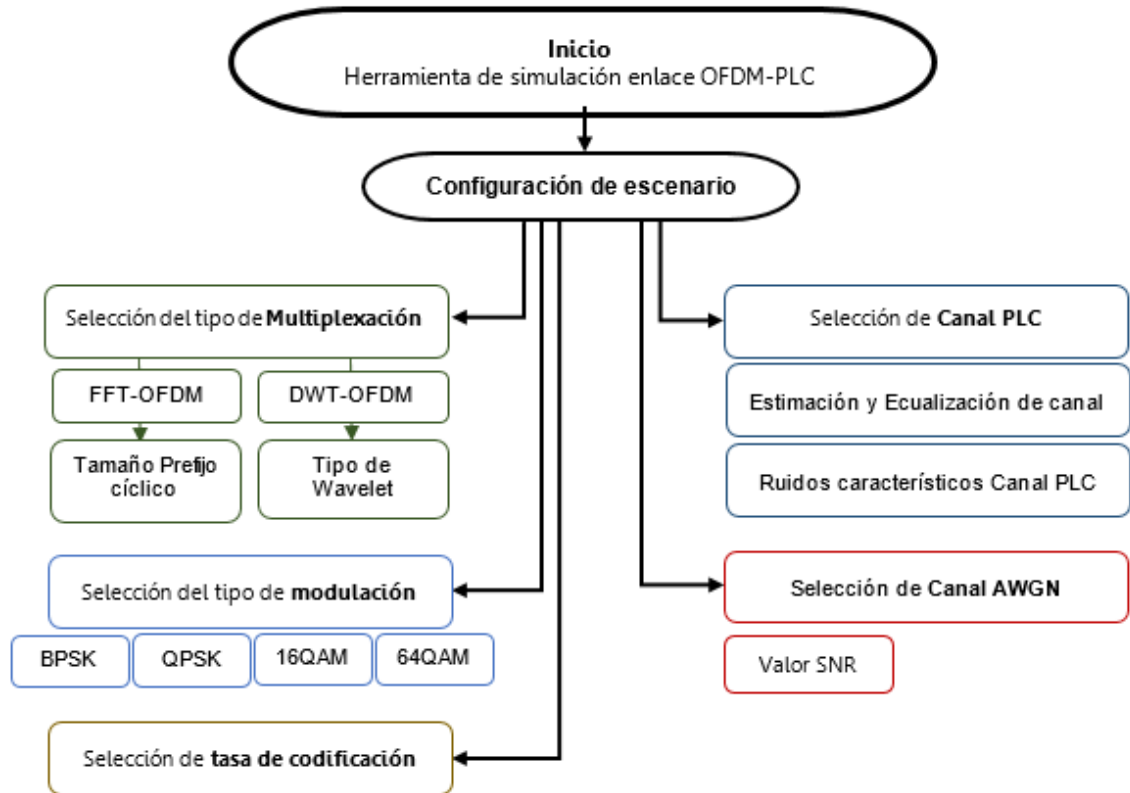 Inicio
Herramienta de simulación enlace OFDM-PLC
Configuración de escenario
Selección del tipo de Multiplexación
FFT-OFDM
DWT-OFDM
Tamaño Prefijo
cíclico
Tipo de
Wavelet
Selección del tipo de modulación
BPSK
QPSK
16QAM
64QAM
Selección de tasa de codificación
Selección de Canal PLC
Estimación y Ecualización de canal
Ruidos característicos Canal PLC
Selección de Canal AWGN
Valor SNR